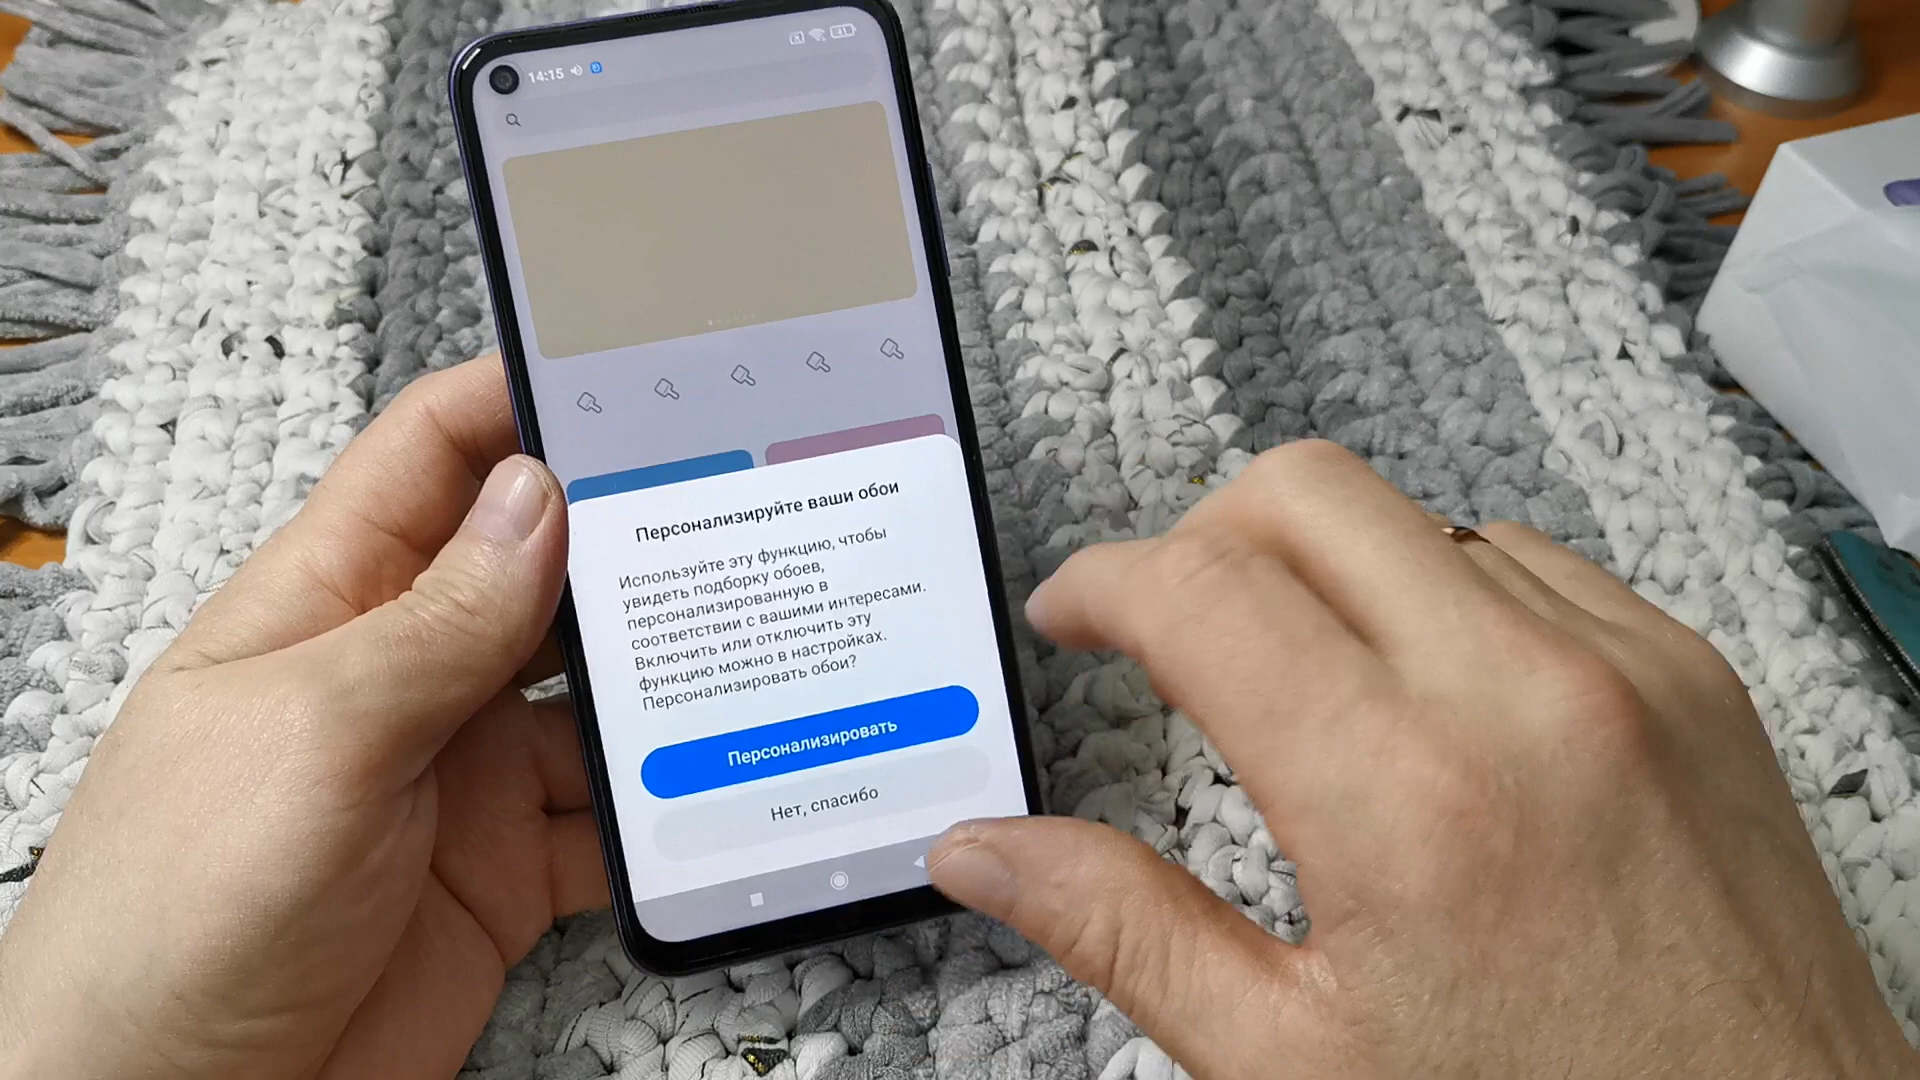 14:15
41
Персонализируйте ваши обои
Используйте эту функцию, чтобы
увидеть подборку обоев,
персонализированную в
соответствии с вашими интересами.
Включить или отключить эту
функцию можно в настройках.
Персонализировать обои?
Персонализировать
Нет, спасибо